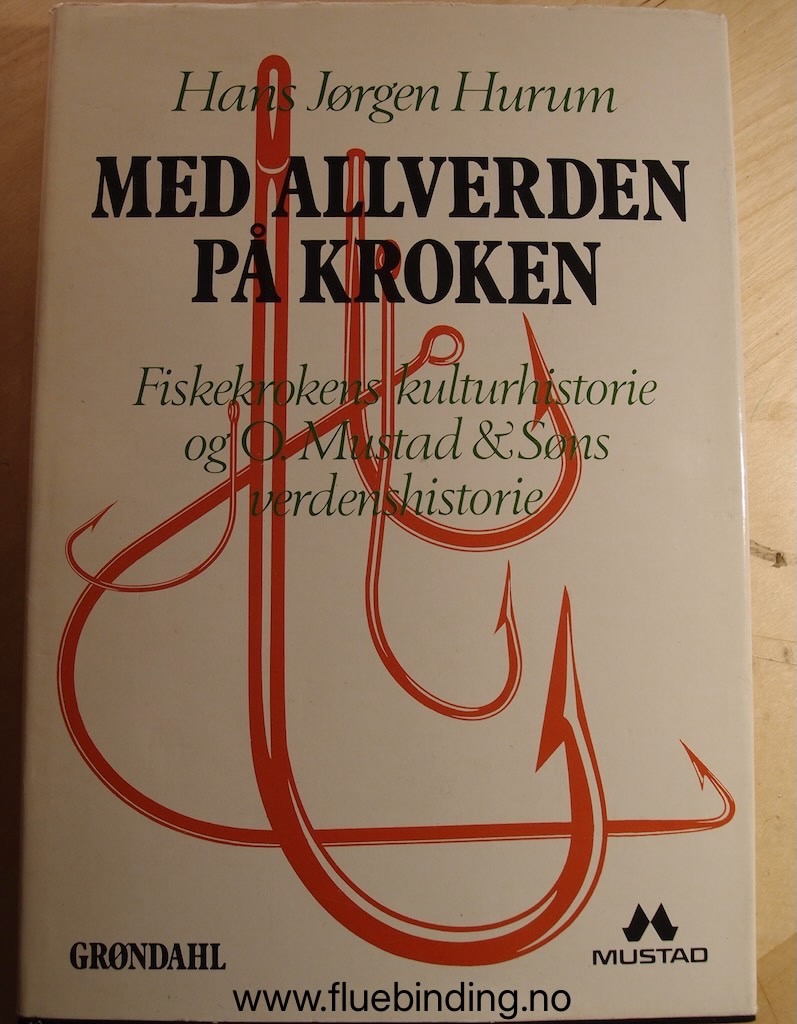 Hans Jørgen Hurum
MED ALLVERDEN
PÅ KROKEN
Fiskekrokens kulturhistorie
og O. Mustad & Søns
verdenshistorie
GRØNDAHL
MUSTAD
www.fluebinding.no